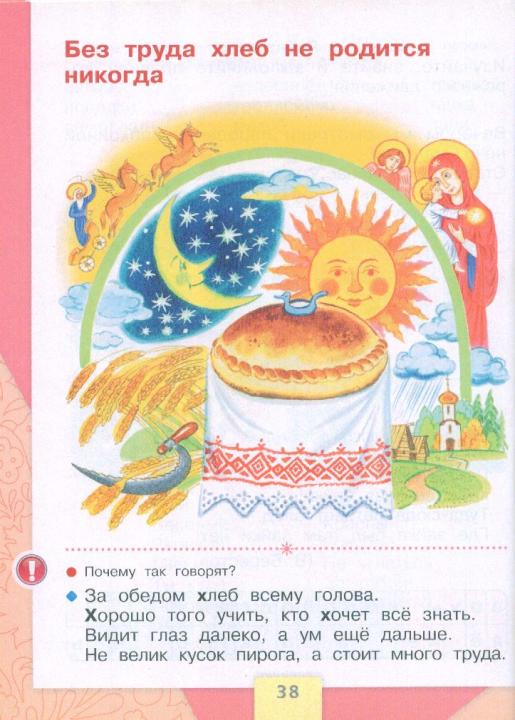 Без труда хлеб не родится
никогда
!
Почему так говорят?
За обедом хлеб всему голова.
Хорошо того учить, кто хочет всё знать.
Видит глаз далеко, а ум ещё дальше.
Не велик кусок пирога, а стоит много труда.
38